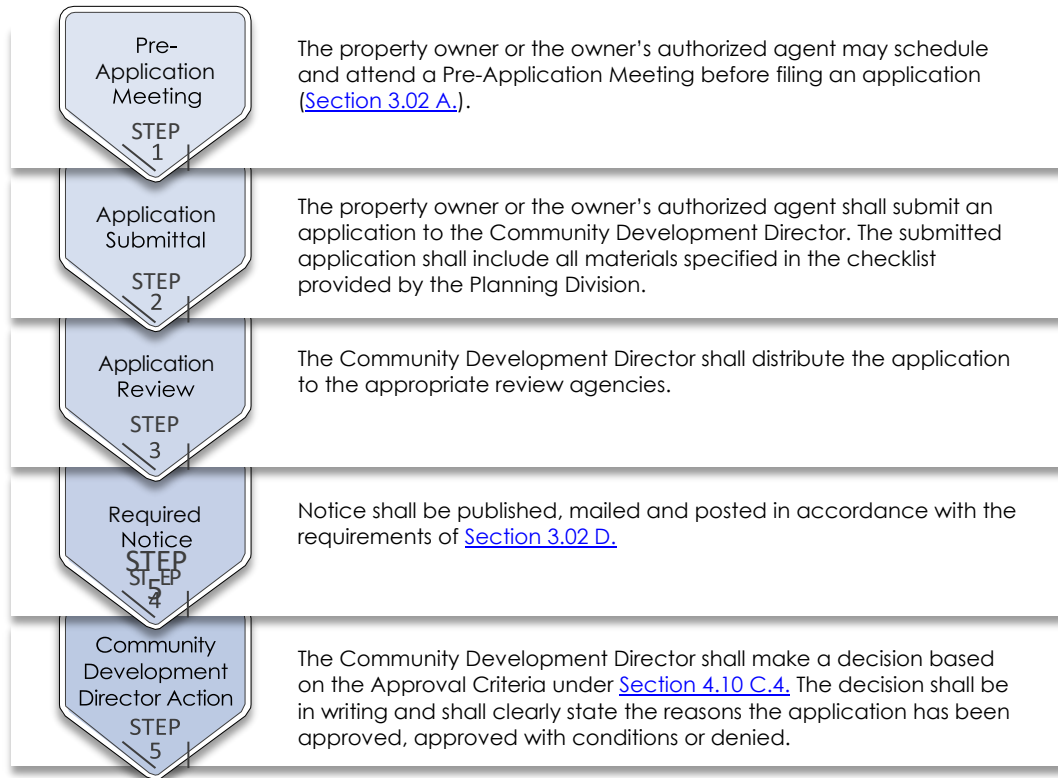 Pre-
Application
Meeting
STEP
1
The property owner or the owner’s authorized agent may schedule
and attend a Pre-Application Meeting before filing an application
(Section 3.02 A.).
Application
Submittal
STEP
2
The property owner or the owner’s authorized agent shall submit an
application to the Community Development Director. The submitted
application shall include all materials specified in the checklist
provided by the Planning Division.
Application
Review
STEP
3
The Community Development Director shall distribute the application
to the appropriate review agencies.
Required
Notice
STEP
5
STEP
4
Notice shall be published, mailed and posted in accordance with the
requirements of Section 3.02 D.
Community
Development
Director Action
STEP
5
The Community Development Director shall make a decision based
on the Approval Criteria under Section 4.10 C.4. The decision shall be
in writing and shall clearly state the reasons the application has been
approved, approved with conditions or denied.